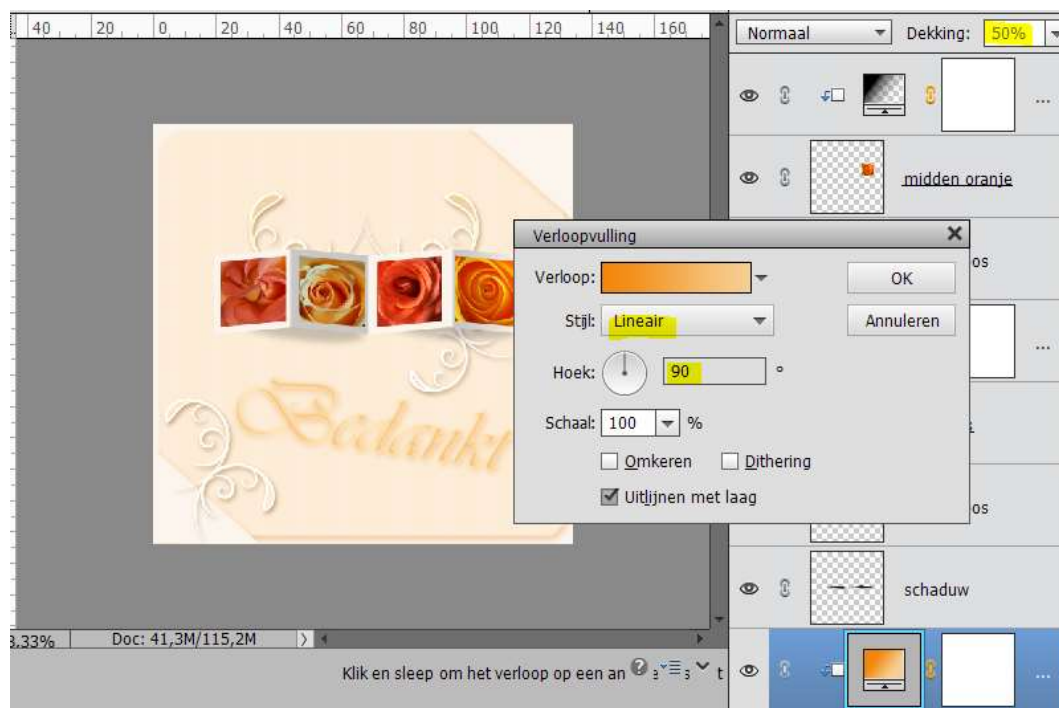 40 20 0 20 40 60 80 100 120 140 160
Normaal Dekking: 50%
...
midden oranje
Verloopvulling
os
Verloop: OK
Stijl: Lineair Annuleren
...
Hoek: 90 °
Schaal: 100 %
Omkeren Dithering
Uitlijnen met laag
os
Bedankt
schaduw
3,33% Doc: 41,3M/115,2M
Klik en sleep om het verloop op een an
t
...